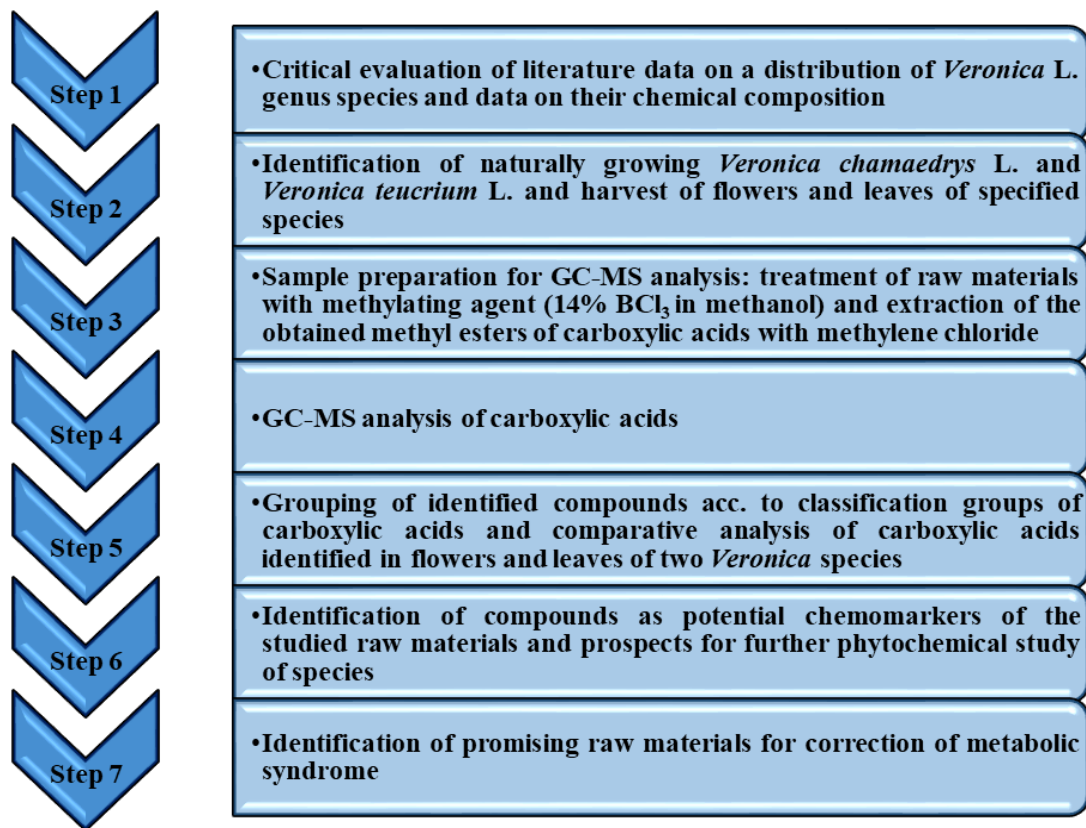 Step 1
•Critical evaluation of literature data on a distribution of Veronica L.
genus species and data on their chemical composition
Step 2
•Identification of naturally growing Veronica chamaedrys L. and
Veronica teucrium L. and harvest of flowers and leaves of specified
species
Step 3
•Sample preparation for GC-MS analysis: treatment of raw materials
with methylating agent (14% BCl₃ in methanol) and extraction of the
obtained methyl esters of carboxylic acids with methylene chloride
Step 4
•GC-MS analysis of carboxylic acids
Step 5
•Grouping of identified compounds acc. to classification groups of
carboxylic acids and comparative analysis of carboxylic acids
identified in flowers and leaves of two Veronica species
Step 6
•Identification of compounds as potential chemomarkers of the
studied raw materials and prospects for further phytochemical study
of species
Step 7
•Identification of promising raw materials for correction of metabolic
syndrome